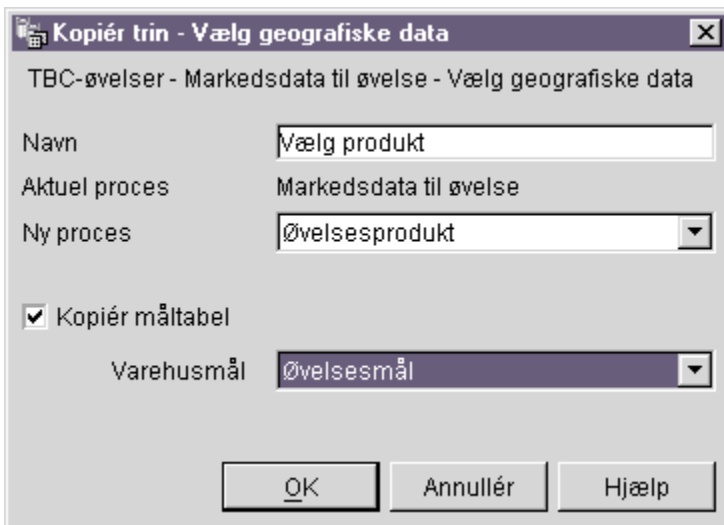 Kopiér trin - Vælg geografiske data
TBC-øvelser - Markedsdata til øvelse - Vælg geografiske data
Navn Vælg produkt
Aktuel proces Markedsdata til øvelse
Ny proces Øvelsesprodukt
Kopiér måltabel
Varehusmål Øvelsesmål
OK Annullér Hjælp